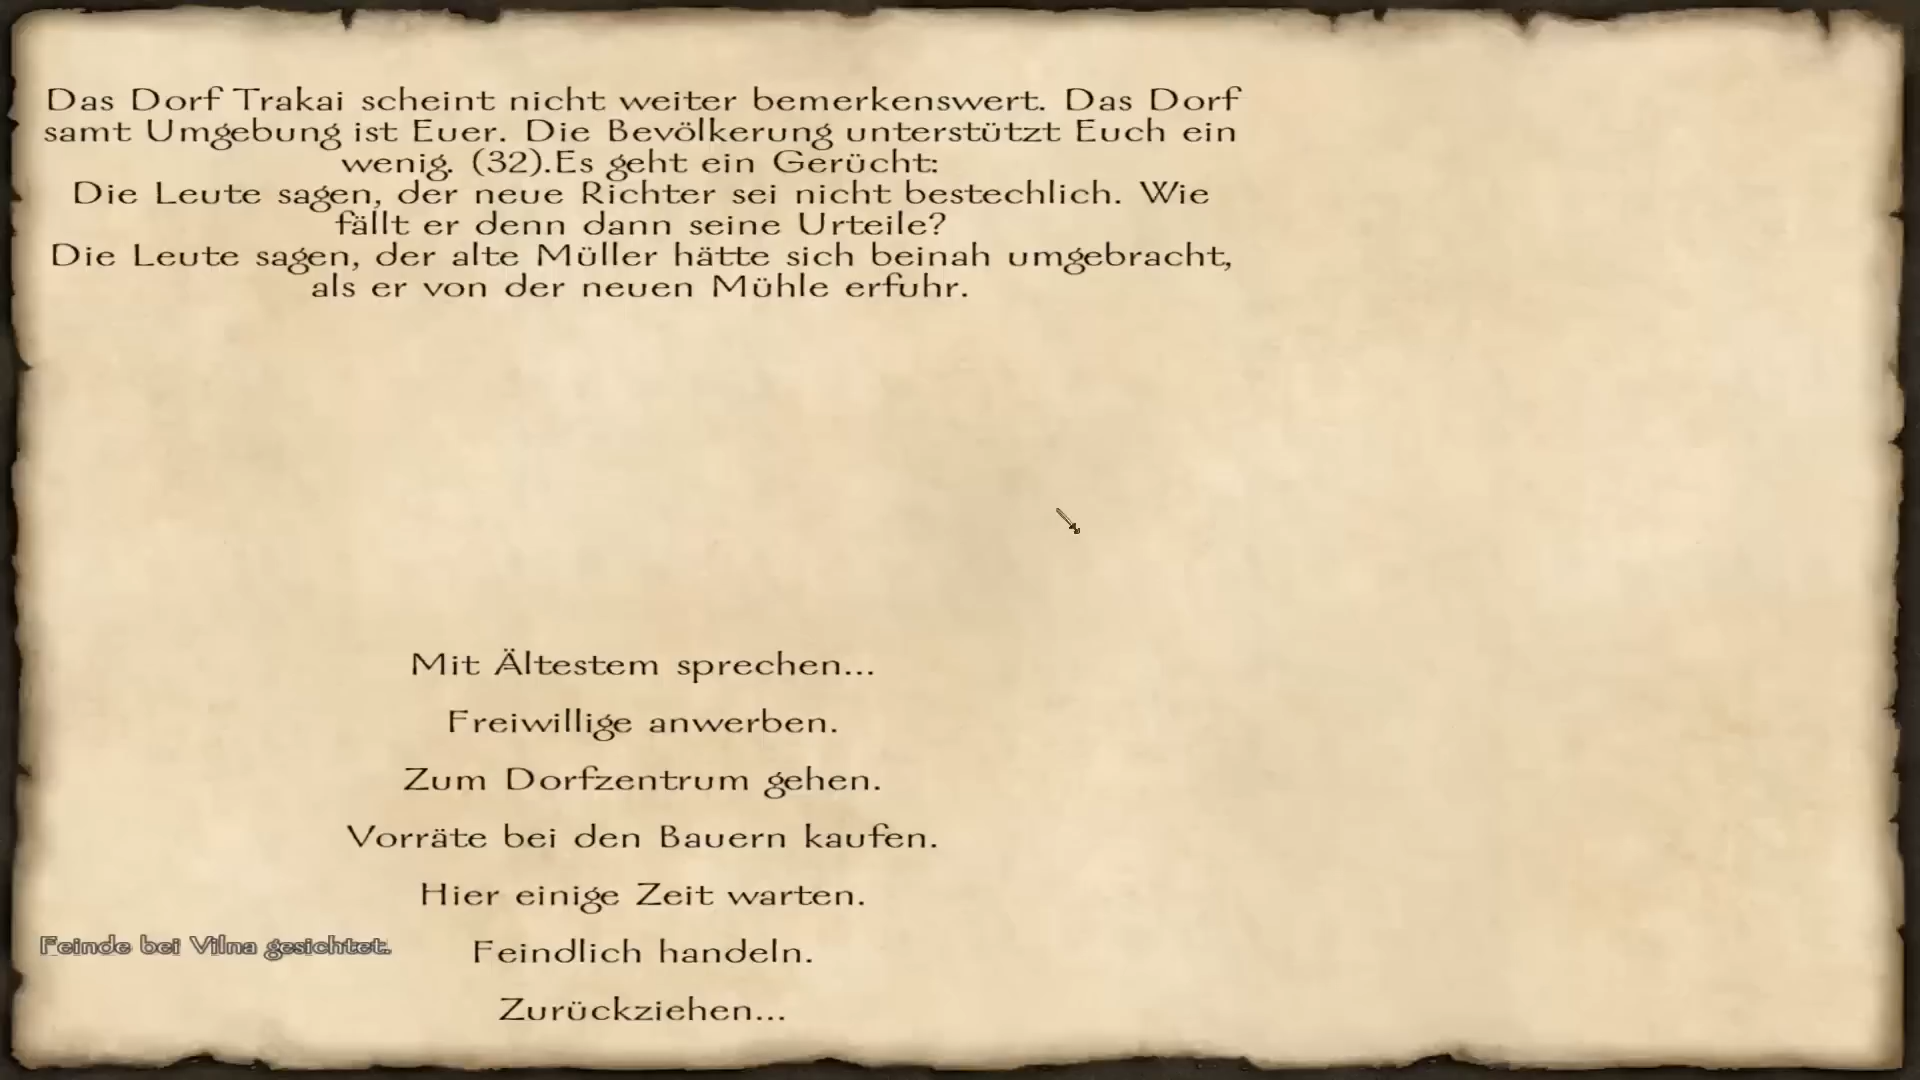 Das Dorf Trakai scheint nicht weiter bemerkenswert. Das Dorf
samt Umgebung ist Euer. Die Bevölkerung unterstützt Euch ein
wenig. (32).Es geht ein Gerücht:
Die Leute sagen, der neue Richter sei nicht bestechlich. Wie
fällt er denn dann seine Urteile?
Die Leute sagen, der alte Müller hätte sich beinah umgebracht,
als er von der neuen Mühle erfuhr.
Mit Ältestem sprechen...
Freiwillige anwerben.
Zum Dorfzentrum gehen.
Vorräte bei den Bauern kaufen.
Hier einige Zeit warten.
Feinde bei Vilna gesichtet.
Feindlich handeln.
Zurückziehen...